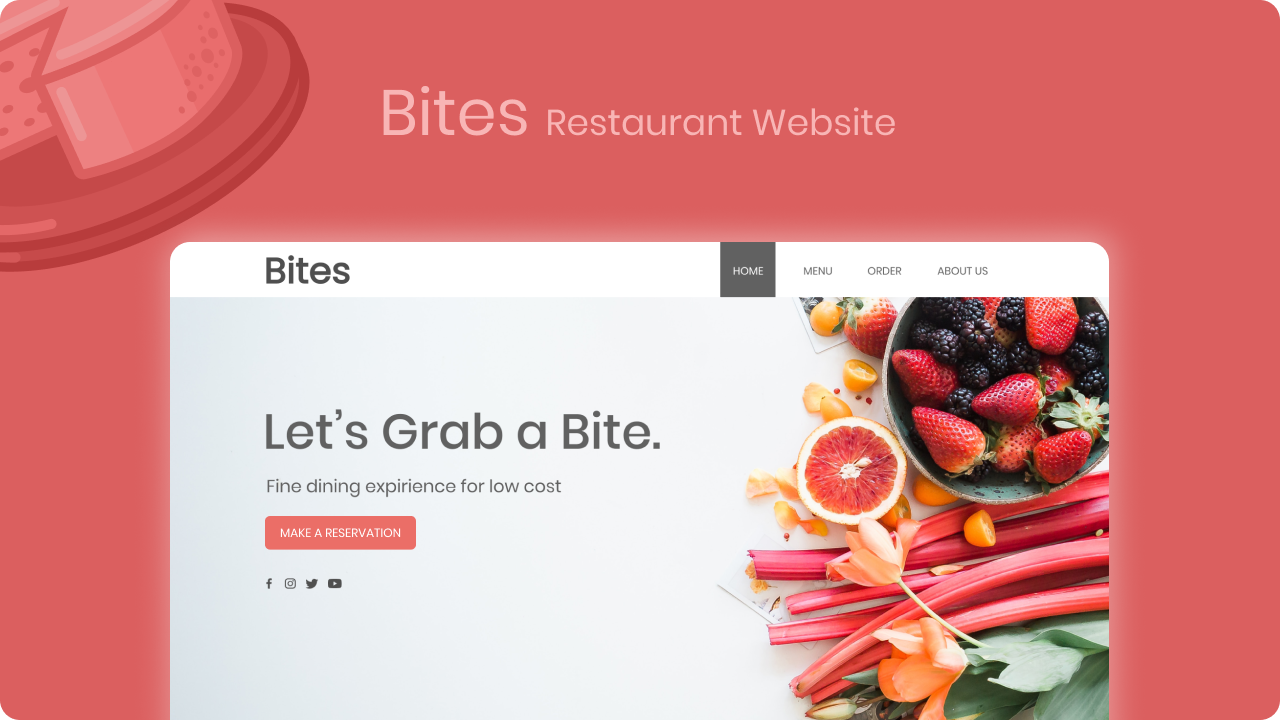 Bites Restaurant Website
Bites
HOME MENU ORDER ABOUT US
Let's Grab a Bite.
Fine dining expirience for low cost
MAKE A RESERVATION